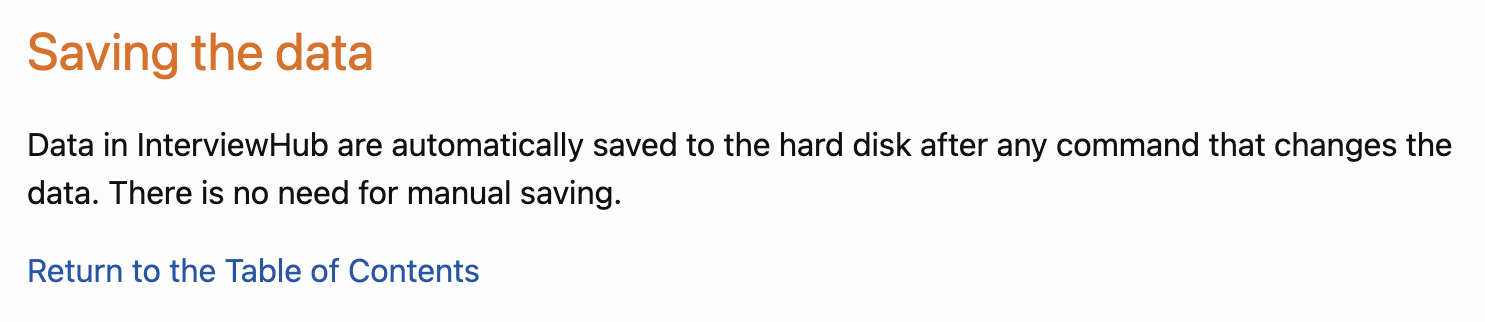 Saving the data
Data in InterviewHub are automatically saved to the hard disk after any command that changes the
data. There is no need for manual saving.
Return to the Table of Contents